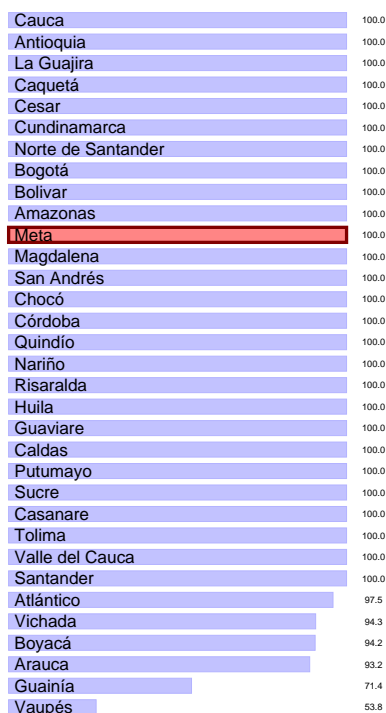 Cauca 100.0
Antioquia 100.0
La Guajira 100.0
Caquetá 100.0
Cesar 100.0
Cundinamarca 100.0
Norte de Santander 100.0
Bogotá 100.0
Bolivar 100.0
Amazonas 100.0
Meta 100.0
Magdalena 100.0
San Andrés 100.0
Chocó 100.0
Córdoba 100.0
Quindío 100.0
Nariño 100.0
Risaralda 100.0
Huila 100.0
Guaviare 100.0
Caldas 100.0
Putumayo 100.0
Sucre 100.0
Casanare 100.0
Tolima 100.0
Valle del Cauca 100.0
Santander 100.0
Atlántico 97.5
Vichada 94.3
Boyacá 94.2
Arauca 93.2
Guainía 71.4
Vaupés 53.8